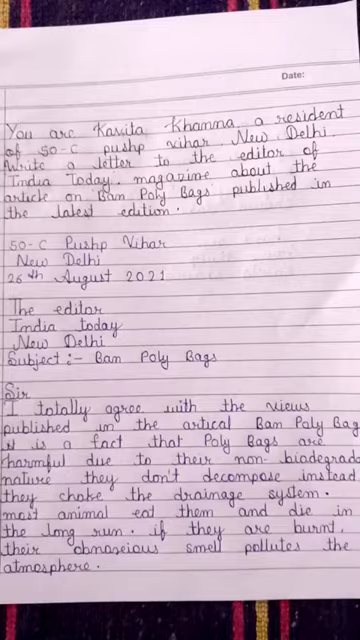 Date:
You are Kavita Khanna a resident
of 50-C pushp vihar New Delhi.
Write a letter to the editor of
India Today. magazime about the
article on Ban Poly Bags published in
the latest edition.
50-C Pushp Vihar
New Delhi
26th August 2021
The editor
India today
New Delhi
Subject :- Ban Poly Bags
Sir
I totally agree with the views
published in the artical Ban Poly Bag
it is a fact that Poly Bags are
harmful due to their non-biadegrada
nature they don't decompose instead
they choke the drainage system.
most animal eat them and die in
the long run. if they are burnt,
their obnoxeious smell pollutes the
atmosphere.